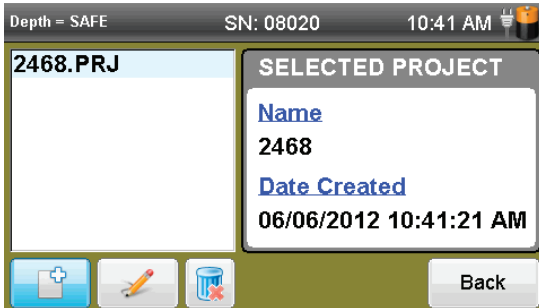 Depth = SAFE SN: 08020 10:41 AM
2468.PRJ
SELECTED PROJECT
Name
2468
Date Created
06/06/2012 10:41:21 AM
Back